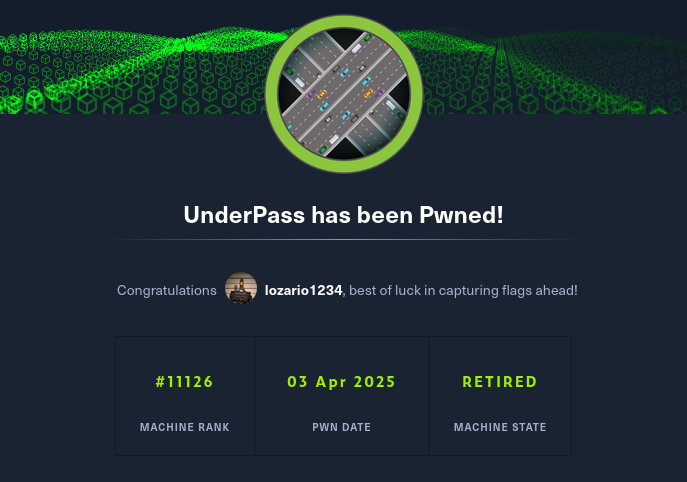 UnderPass has been Pwned!
Congratulations lozario1234, best of luck in capturing flags ahead!
#11126 03 Apr 2025 RETIRED
MACHINE RANK PWN DATE MACHINE STATE